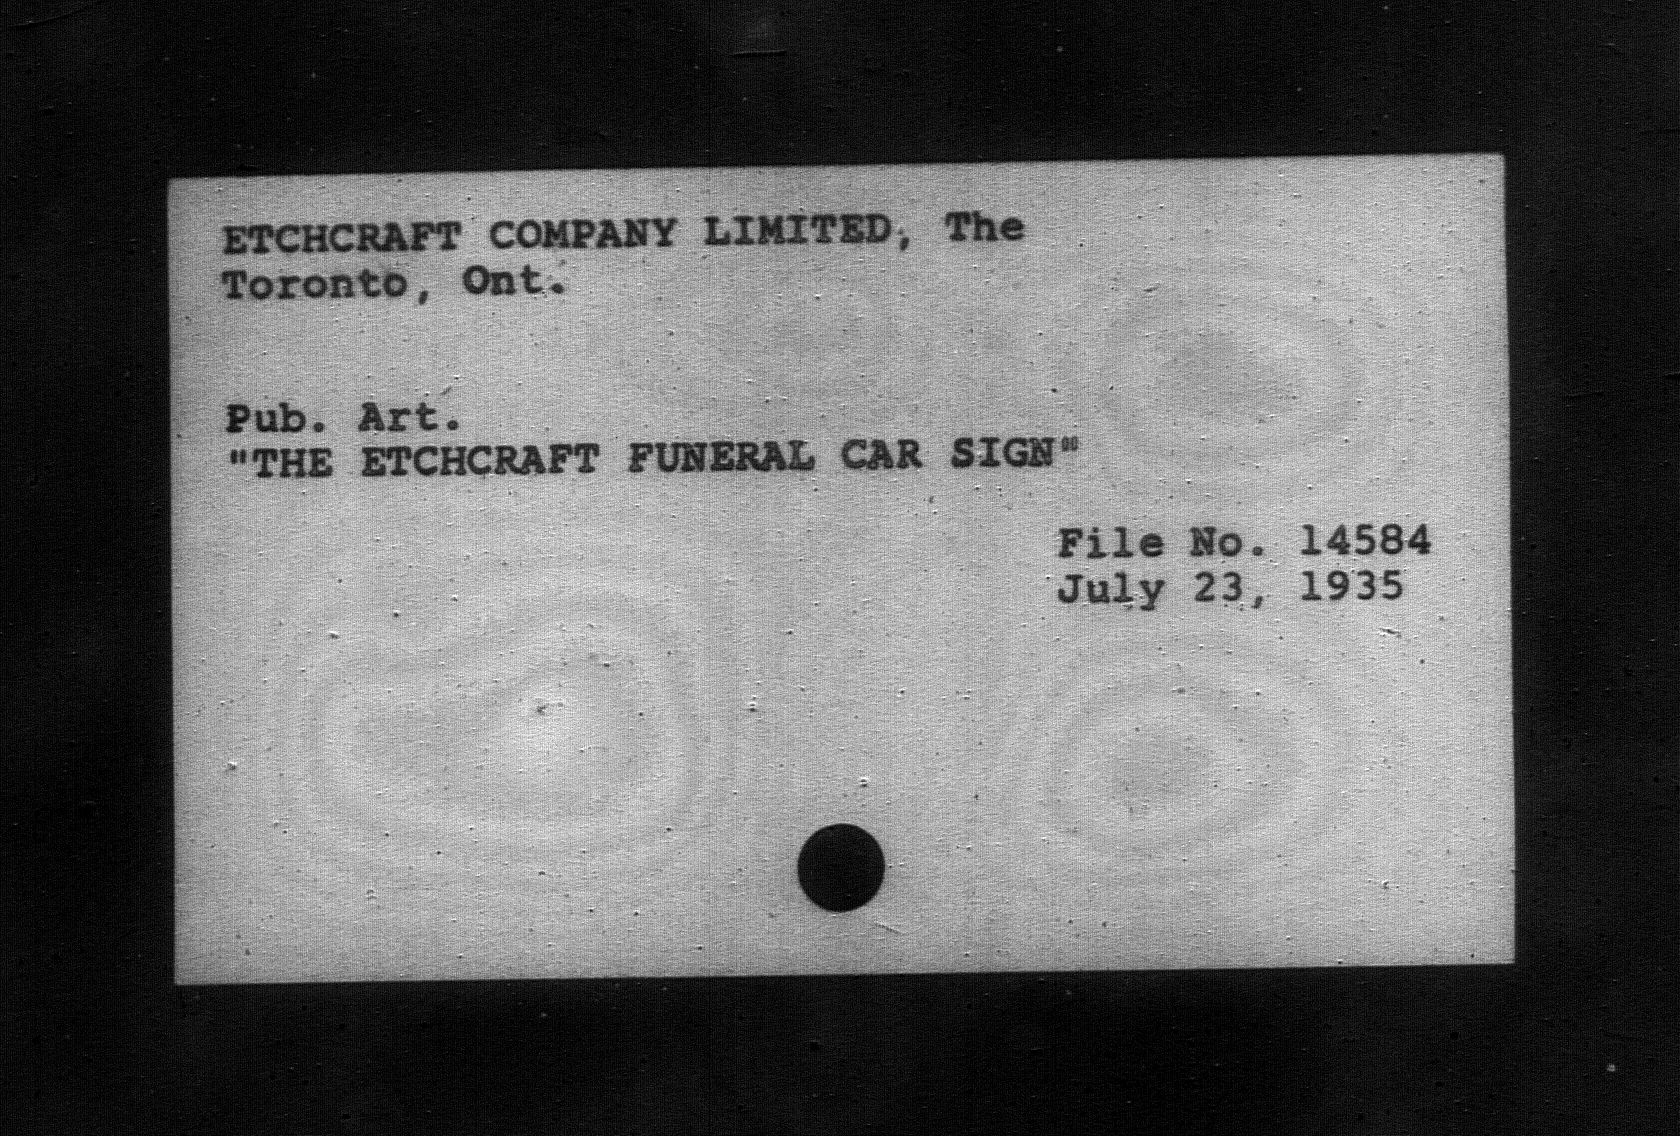 ETCHCRAFT COMPANY LIMITED, The
Toronto, Ont.
Pub. Art.
"THE ETCHCRAFT FUNERAL CAR SIGN"
File No. 14584
July 23, 1935